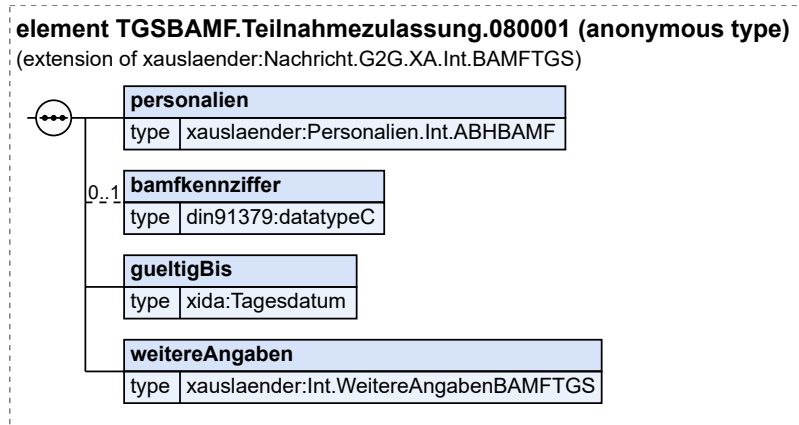 element TGSBAMF.Teilnahmezulassung.080001 (anonymous type)
(extension of xauslaender:Nachricht.G2G.XA.Int.BAMFTGS)
personalien
type xauslaender:Personalien.Int.ABHBAMF
0..1
bamfkennziffer
type din91379:datatypeC
gueltigBis
type xida:Tagesdatum
weitereAngaben
type xauslaender:Int.WeitereAngabenBAMFTGS